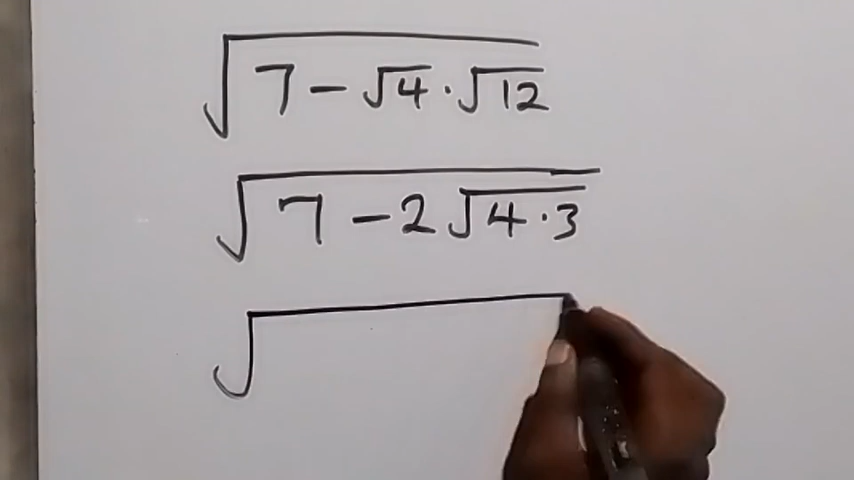 √(7 - √4 · √12)
√(7 - 2√(4 · 3))
√